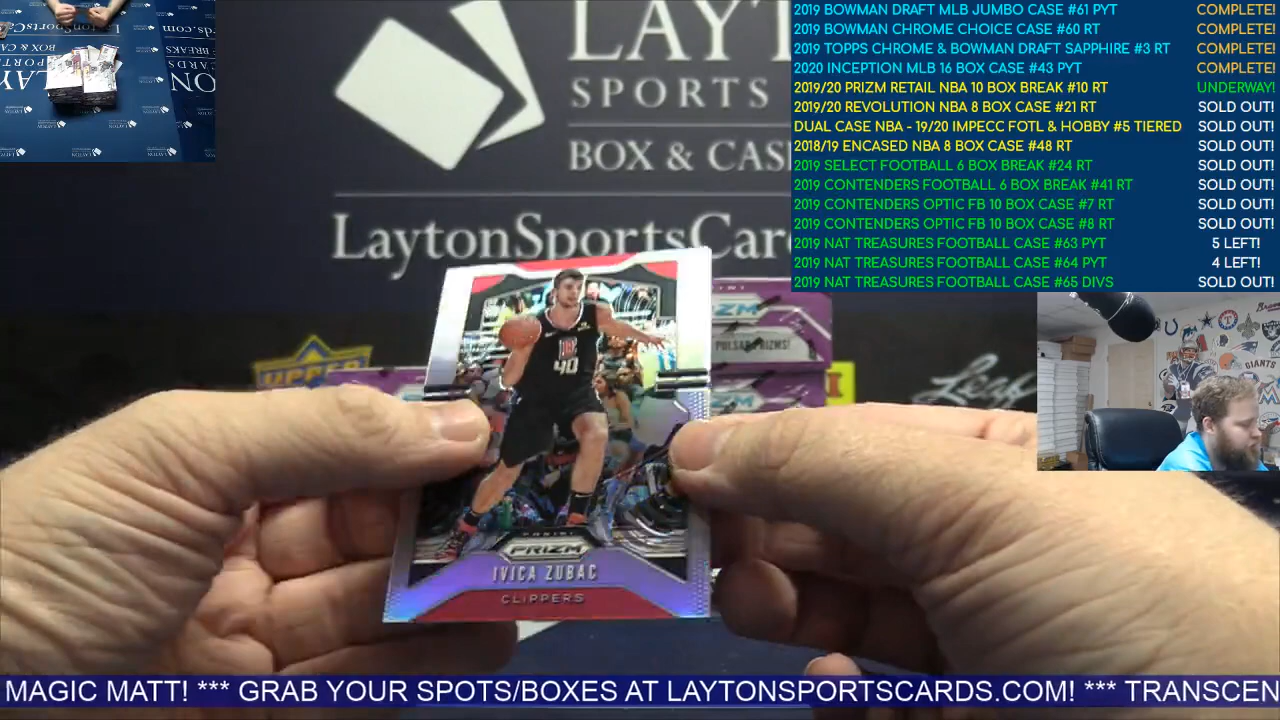 LAYT
SPORTS
BOX & CAS
LaytonSportsCar
2019 BOWMAN DRAFT MLB JUMBO CASE #61 PYT COMPLETE!
2019 BOWMAN CHROME CHOICE CASE #60 RT COMPLETE!
2019 TOPPS CHROME & BOWMAN DRAFT SAPPHIRE #3 RT COMPLETE!
2020 INCEPTION MLB 16 BOX CASE #43 PYT COMPLETE!
2019/20 PRIZM RETAIL NBA 10 BOX BREAK #10 RT UNDERWAY!
2019/20 REVOLUTION NBA 8 BOX CASE #21 RT SOLD OUT!
DUAL CASE NBA - 19/20 IMPECC FOTL & HOBBY #5 TIERED SOLD OUT!
2018/19 ENCASED NBA 8 BOX CASE #48 RT SOLD OUT!
2019 SELECT FOOTBALL 6 BOX BREAK #24 RT SOLD OUT!
2019 CONTENDERS FOOTBALL 6 BOX BREAK #41 RT SOLD OUT!
2019 CONTENDERS OPTIC FB 10 BOX CASE #7 RT SOLD OUT!
2019 CONTENDERS OPTIC FB 10 BOX CASE #8 RT SOLD OUT!
2019 NAT TREASURES FOOTBALL CASE #63 PYT 5 LEFT!
2019 NAT TREASURES FOOTBALL CASE #64 PYT 4 LEFT!
2019 NAT TREASURES FOOTBALL CASE #65 DIVS SOLD OUT!
PULSAR PRIZMS!
UPPER
Leaf
GIANTS
40
PANINI
PRIZM
IVICA ZUBAC
CLIPPERS
MAGIC MATT! *** GRAB YOUR SPOTS/BOXES AT LAYTONSPORTSCARDS.COM! *** TRANSCEN